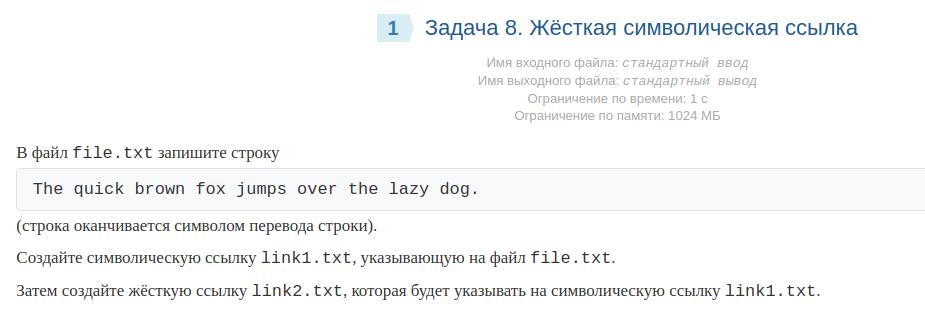 1 Задача 8. Жёсткая символическая ссылка
Имя входного файла: стандартный ввод
Имя выходного файла: стандартный вывод
Ограничение по времени: 1 с
Ограничение по памяти: 1024 МБ
В файл file.txt запишите строку
The quick brown fox jumps over the lazy dog.
(строка оканчивается символом перевода строки).
Создайте символическую ссылку link1.txt, указывающую на файл file.txt.
Затем создайте жёсткую ссылку link2.txt, которая будет указывать на символическую ссылку link1.txt.